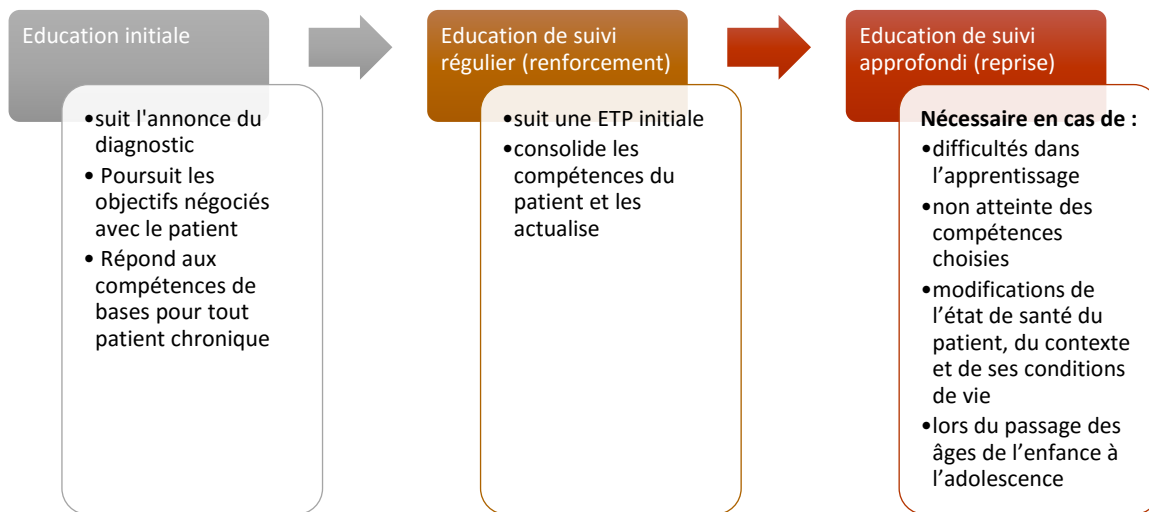 Education initiale
•suit l'annonce du
diagnostic
• Poursuit les
objectifs négociés
avec le patient
• Répond aux
compétences de
bases pour tout
patient chronique
Education de suivi
régulier (renforcement)
•suit une ETP initiale
•consolide les
compétences du
patient et les
actualise
Education de suivi
approfondi (reprise)
Nécessaire en cas de :
•difficultés dans
l’apprentissage
•non atteinte des
compétences
choisies
•modifications de
l’état de santé du
patient, du contexte
et de ses conditions
de vie
•lors du passage des
âges de l’enfance à
l’adolescence